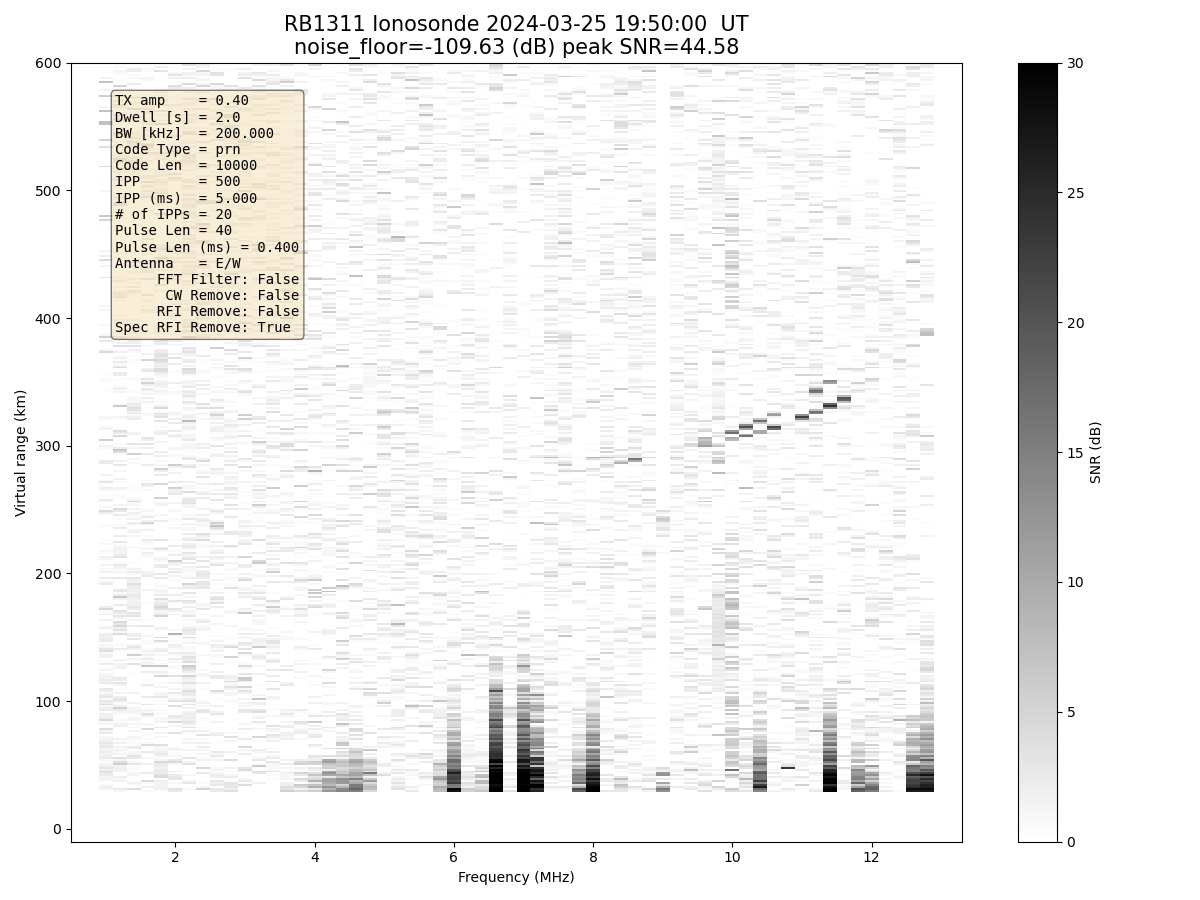 RB1311 Ionosonde 2024-03-25 19:50:00  UT
noise_floor=-109.63 (dB) peak SNR=44.58
TX amp    = 0.40
Dwell [s] = 2.0
BW [kHz]  = 200.000
Code Type = prn
Code Len  = 10000
IPP       = 500
IPP (ms)  = 5.000
# of IPPs = 20
Pulse Len = 40
Pulse Len (ms) = 0.400
Antenna   = E/W
FFT Filter: False
CW Remove: False
RFI Remove: False
Spec RFI Remove: True
600
500
400
300
200
100
0
Virtual range (km)
2
4
6
8
10
12
Frequency (MHz)
30
25
20
15
10
5
0
SNR (dB)